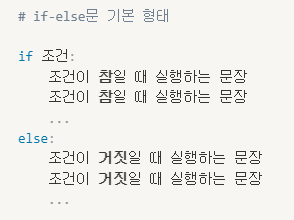 # if-else문 기본 형태
if 조건:
    조건이 참일 때 실행하는 문장
    조건이 참일 때 실행하는 문장
    ...
else:
    조건이 거짓일 때 실행하는 문장
    조건이 거짓일 때 실행하는 문장
    ...